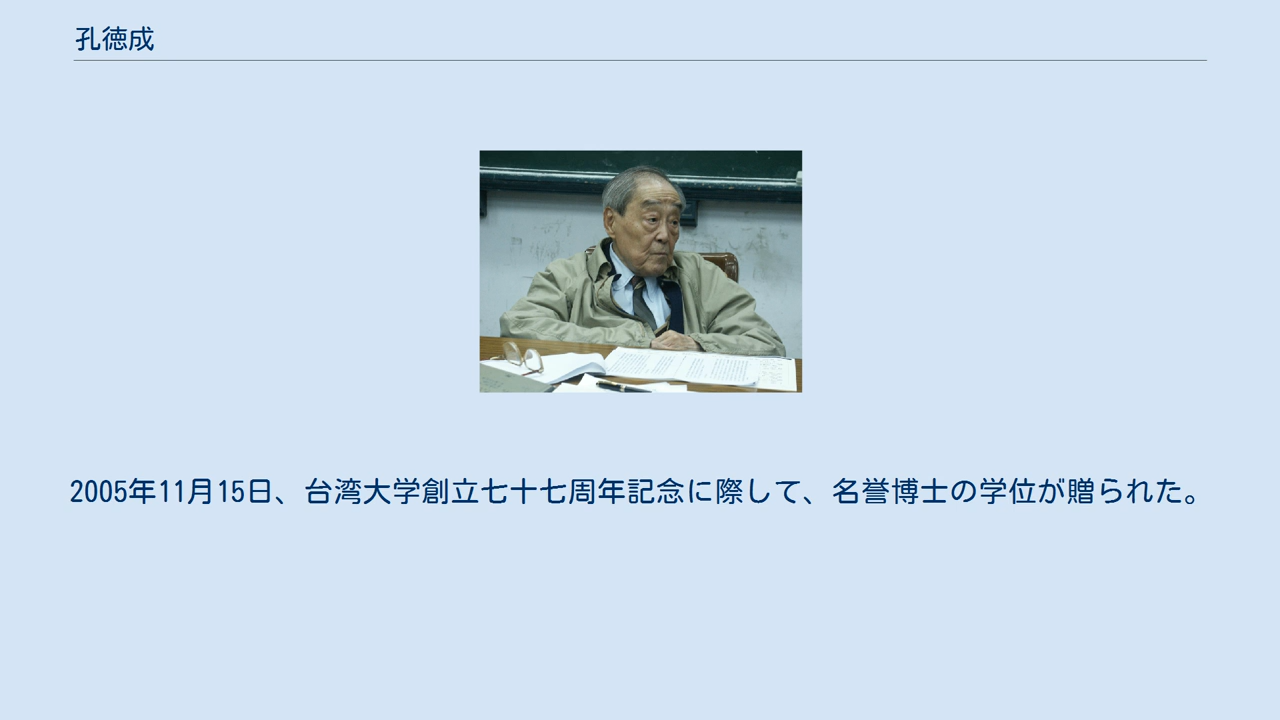 孔徳成
2005年11月15日、台湾大学創立七十七周年記念に際して、名誉博士の学位が贈られた。